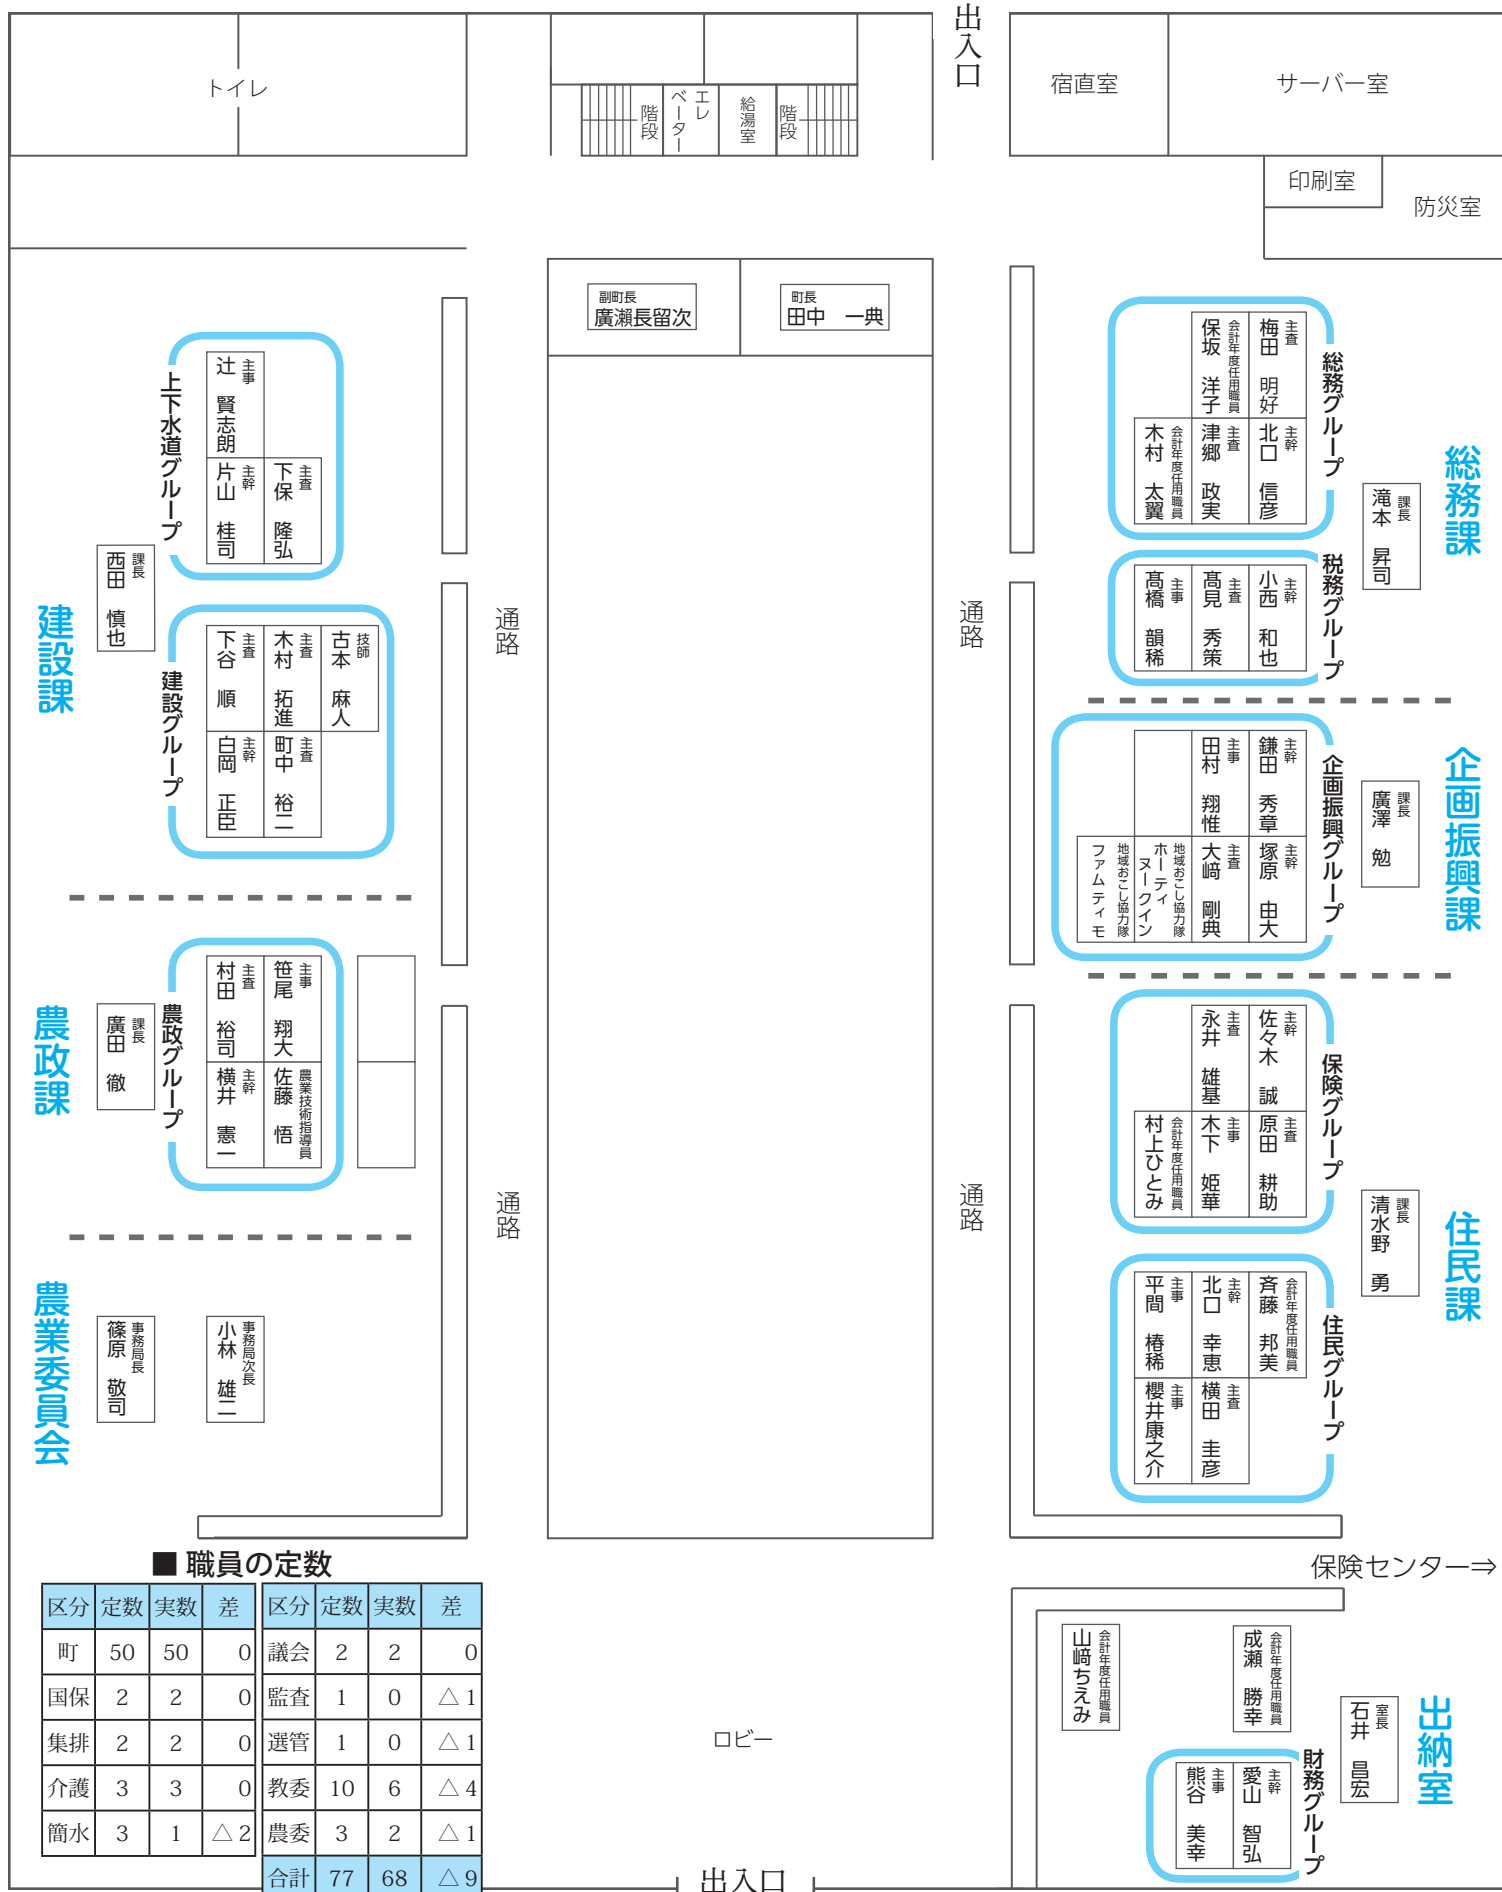 出入口
トイレ
階段
エレベーター
給湯室
階段
宿直室
サーバー室
印刷室
防災室
副町長
廣瀨長留次
町長
田中 一典
総務課
課長
滝本 昇司
総務グループ
主査
梅田 明好
会計年度任用職員
保坂 洋子
主幹
北口 信彦
主査
津郷 政実
会計年度任用職員
木村 太翼
税務グループ
主幹
小西 和也
主査
髙見 秀策
主事
髙橋 韻稀
企画振興課
課長
廣澤 勉
企画振興グループ
主幹
鎌田 秀章
主事
田村 翔惟
主幹
塚原 由大
主査
大﨑 剛典
地域おこし協力隊
ホーティ
ヌークイン
地域おこし協力隊
ファムティモ
住民課
課長
清水野 勇
保険グループ
主幹
佐々木 誠
主査
永井 雄基
主査
原田 耕助
主事
木下 姫華
会計年度任用職員
村上ひとみ
住民グループ
会計年度任用職員
斉藤 邦美
主幹
北口 幸恵
主事
平間 椿稀
主査
横田 圭彦
主事
櫻井康之介
通路
通路
通路
通路
建設課
課長
西田 慎也
上下水道グループ
主事
辻 賢志朗
主幹
片山 桂司
主査
下保 隆弘
建設グループ
主査
下谷 順
主査
木村 拓進
技師
古本 麻人
主幹
白岡 正臣
主査
町中 裕二
農政課
課長
廣田 徹
農政グループ
主査
村田 裕司
主事
笹尾 翔大
主幹
横井 憲一
農業技術指導員
佐藤 悟
農業委員会
事務局長
篠原 敬司
事務局次長
小林 雄二
■ 職員の定数
区分 定数 実数 差 区分 定数 実数 差
町 50 50 0 議会 2 2 0
国保 2 2 0 監査 1 0 △1
集排 2 2 0 選管 1 0 △1
介護 3 3 0 教委 10 6 △4
簡水 3 1 △2 農委 3 2 △1
合計 77 68 △9
保険センター⇒
ロビー
出入口
出納室
室長
石井 昌宏
会計年度任用職員
成瀬 勝幸
会計年度任用職員
山﨑ちえみ
財務グループ
主幹
愛山 智弘
主事
熊谷 美幸